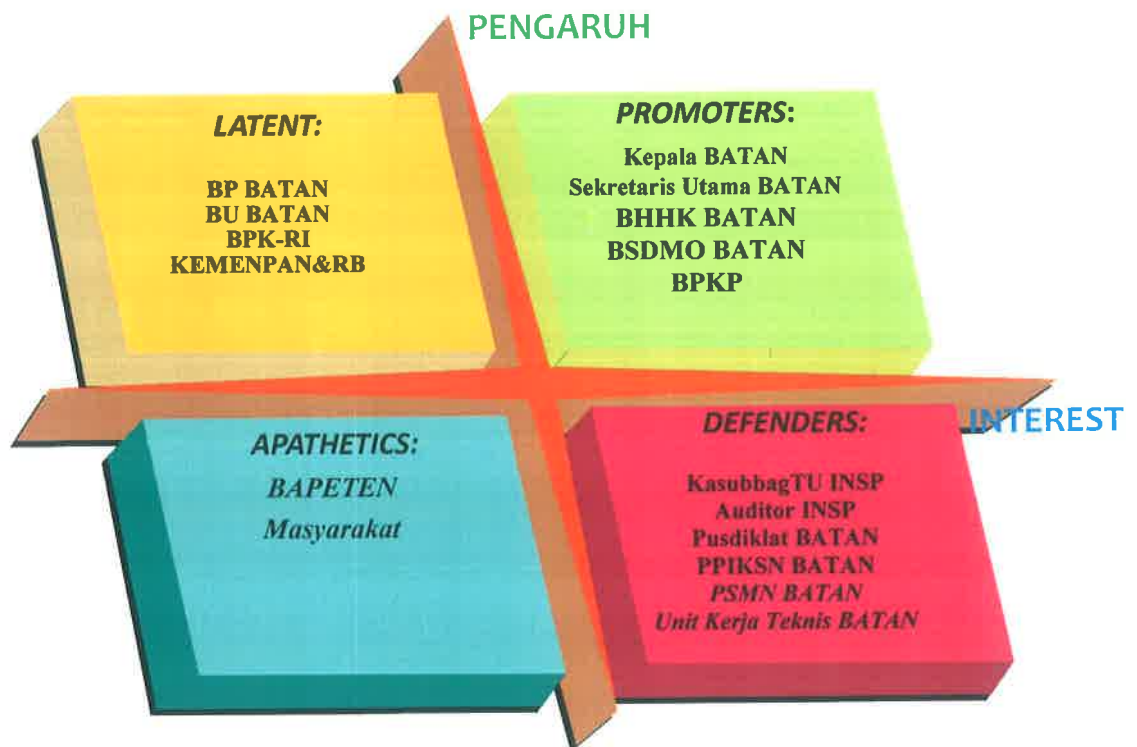 PENGARUH
LATENT:
BP BATAN
BU BATAN
BPK-RI
KEMENPAN&RB
PROMOTERS:
Kepala BATAN
Sekretaris Utama BATAN
BHHK BATAN
BSDMO BATAN
BPKP
INTEREST
APATHETICS:
BAPETEN
Masyarakat
DEFENDERS:
KasubbagTU INSP
Auditor INSP
Pusdiklat BATAN
PPIKSN BATAN
PSMN BATAN
Unit Kerja Teknis BATAN